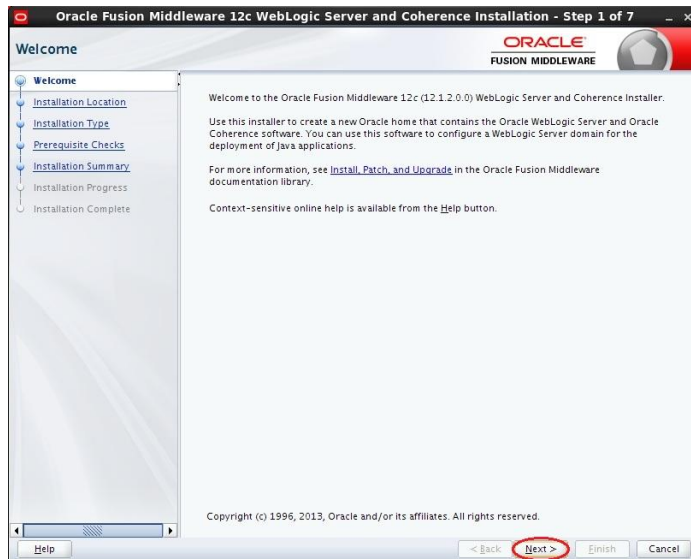 Oracle Fusion Middleware 12c WebLogic Server and Coherence Installation - Step 1 of 7
Welcome
ORACLE
FUSION MIDDLEWARE
Welcome
Installation Location
Installation Type
Prerequisite Checks
Installation Summary
Installation Progress
Installation Complete
Welcome to the Oracle Fusion Middleware 12c (12.1.2.0.0) WebLogic Server and Coherence Installer.
Use this installer to create a new Oracle home that contains the Oracle WebLogic Server and Oracle
Coherence software. You can use this software to configure a WebLogic Server domain for the
deployment of Java applications.
For more information, see Install, Patch, and Upgrade in the Oracle Fusion Middleware
documentation library.
Context-sensitive online help is available from the Help button.
Copyright (c) 1996, 2013, Oracle and/or its affiliates. All rights reserved.
Help
< Back
Next >
Finish
Cancel